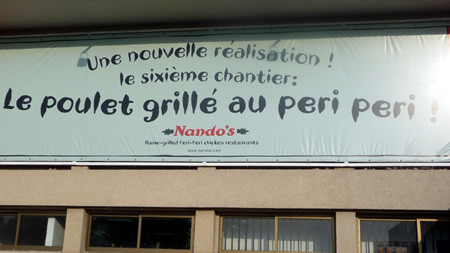 Une nouvelle réalisation !
le sixième chantier:
Le poulet grillé au peri peri !
Nando's
flame-grilled Peri-Peri chicken restaurants